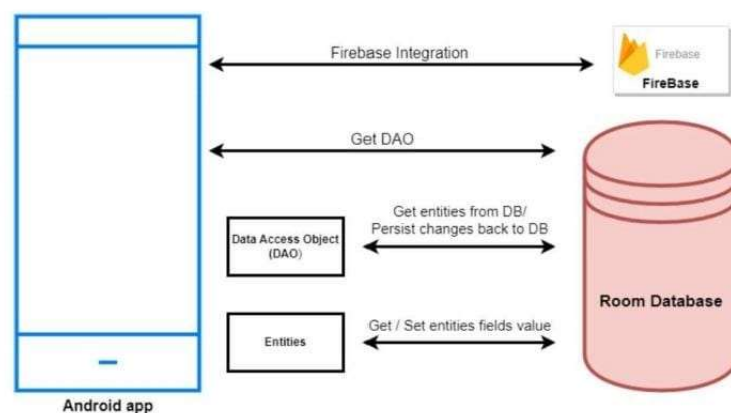 Firebase Integration
Firebase
FireBase
Get DAO
Get entities from DB/
Persist changes back to DB
Data Access Object
(DAO)
Room Database
Get / Set entities fields value
Entities
Android app